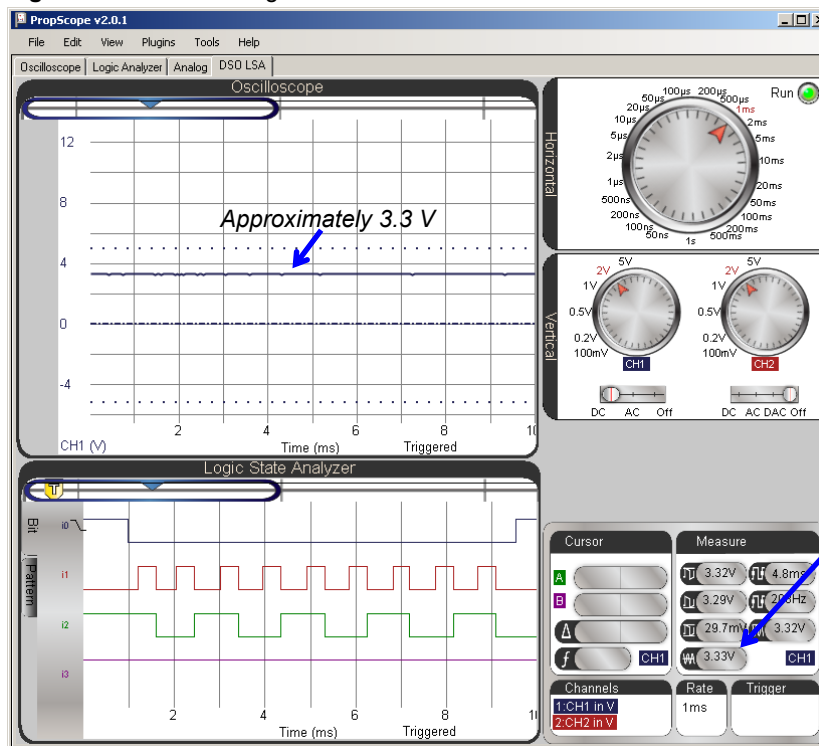 PropScope v2.0.1
File Edit View Plugins Tools Help
Oscilloscope Logic Analyzer Analog DSO LSA
Oscilloscope
12
8
4
0
-4
Approximately 3.3 V
2 4 6 8 10
CH1 (V) Time (ms) Triggered
Logic State Analyzer
T
Bit
Pattern
i0
i1
i2
i3
2 4 6 8
Time (ms) Triggered
Horizontal
Run
50ns 100ns 200ns 500ns 1µs 2µs 5µs 10µs 20µs 50µs 100µs 200µs 500µs 1ms 2ms 5ms 10ms 20ms 50ms 100ms 200ms 500ms 1s
Vertical
5V 5V
2V 2V
1V 1V
0.5V 0.5V
0.2V 0.2V
100mV 100mV
CH1 CH2
DC AC Off DC AC DAC Off
Cursor
A
B
Δ
f CH1
Measure
3.32V 4.8ms
3.29V
29.7mV 3.32V
3.33V CH1
Channels
1:CH1 in V
2:CH2 in V
Rate
1ms
Trigger